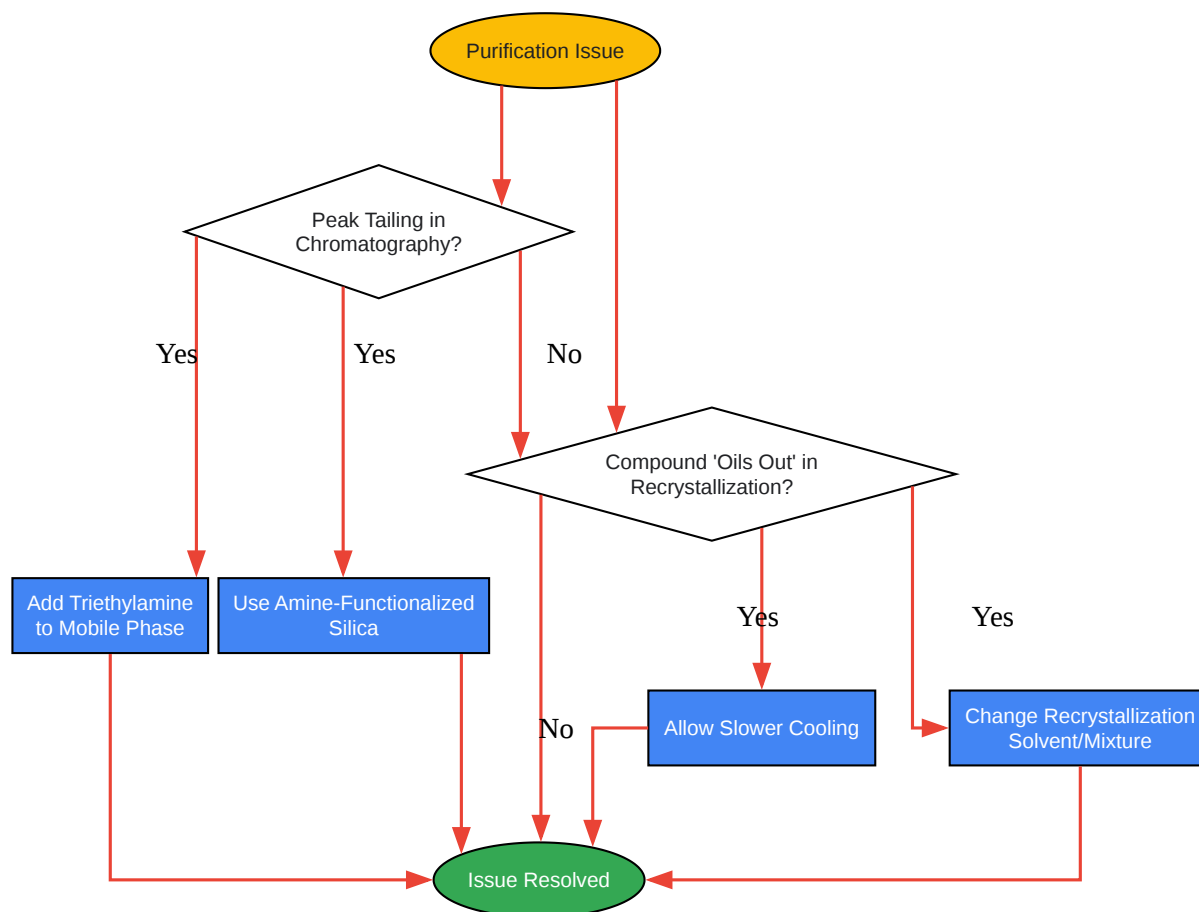 Purification Issue
Peak Tailing in
Chromatography?
Yes
Yes
No
Compound 'Oils Out' in
Recrystallization?
Add Triethylamine
to Mobile Phase
Use Amine-Functionalized
Silica
Yes
Yes
No
Allow Slower Cooling
Change Recrystallization
Solvent/Mixture
Issue Resolved